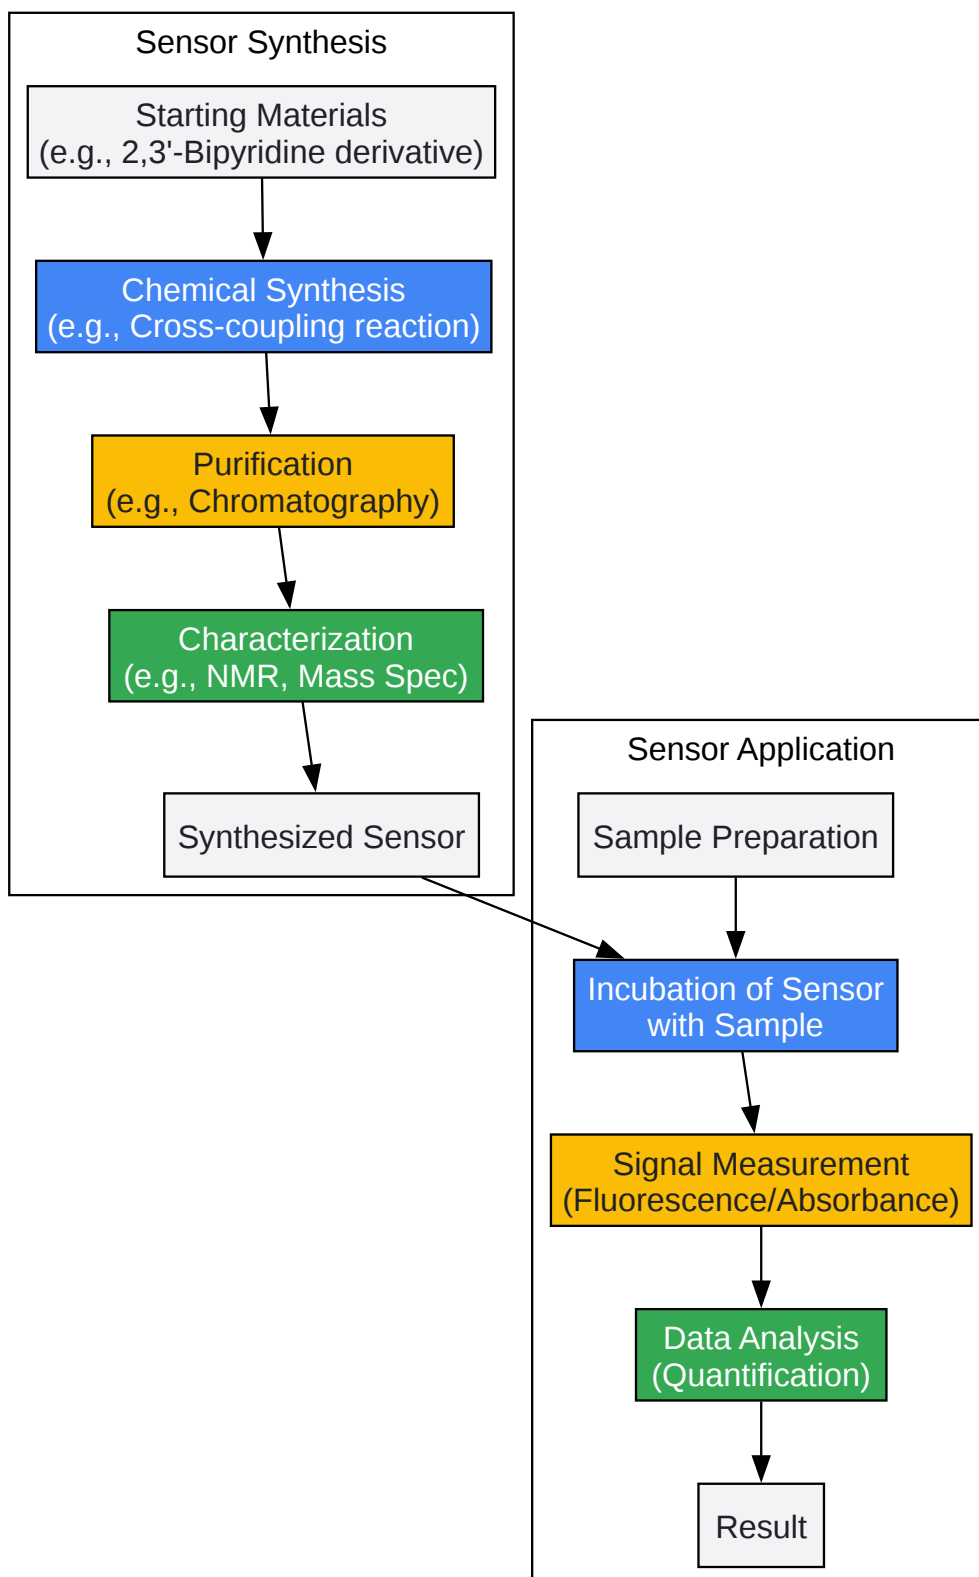 Sensor Synthesis
Starting Materials
(e.g., 2,3'-Bipyridine derivative)
Chemical Synthesis
(e.g., Cross-coupling reaction)
Purification
(e.g., Chromatography)
Characterization
(e.g., NMR, Mass Spec)
Synthesized Sensor
Sensor Application
Sample Preparation
Incubation of Sensor
with Sample
Signal Measurement
(Fluorescence/Absorbance)
Data Analysis
(Quantification)
Result